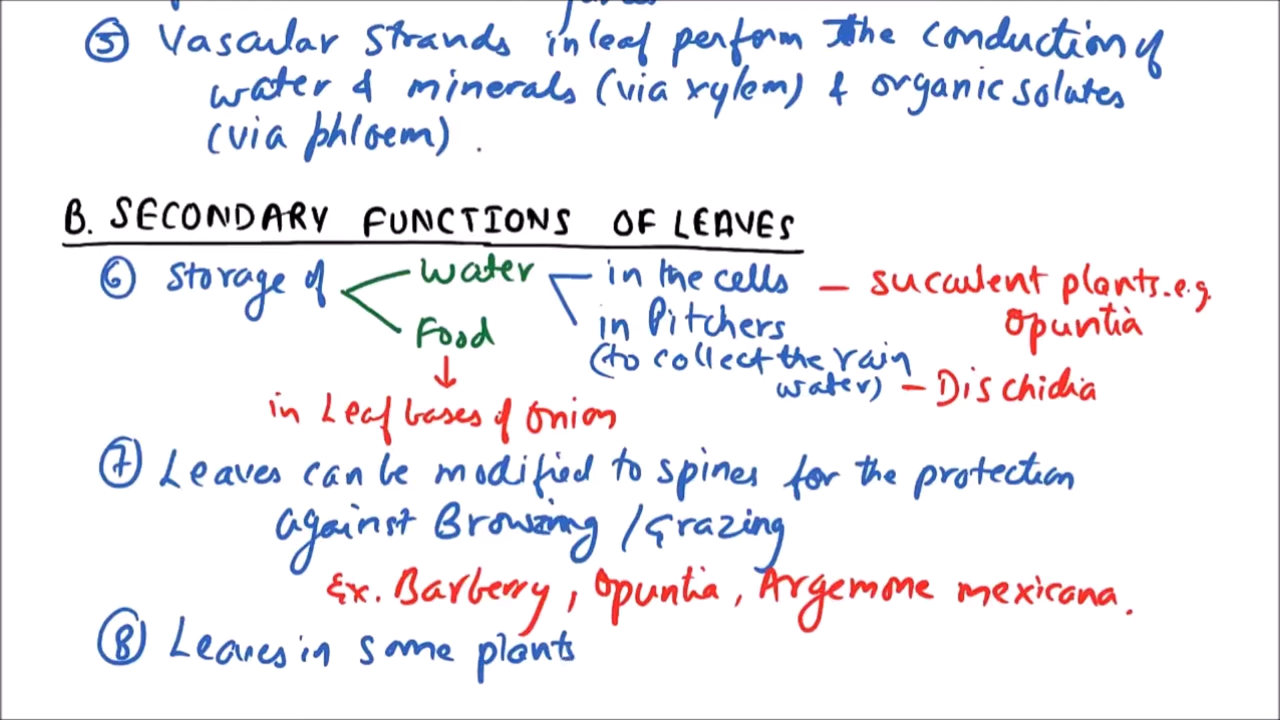 ⑤ Vascular strands in leaf perform the conduction of
water & minerals (via xylem) & organic solutes
(via phloem).
B. SECONDARY FUNCTIONS OF LEAVES
⑥ Storage of
Water
in the cells – succulent plants. e.g.
Opuntia
Food
in Pitchers
(to collect the rain
water) – Dischidia
in Leaf bases of onion
⑦ Leaves can be modified to spines for the protection
against Browzing / Grazing
Ex. Barberry, Opuntia, Argemone mexicana.
⑧ Leaves in some plants